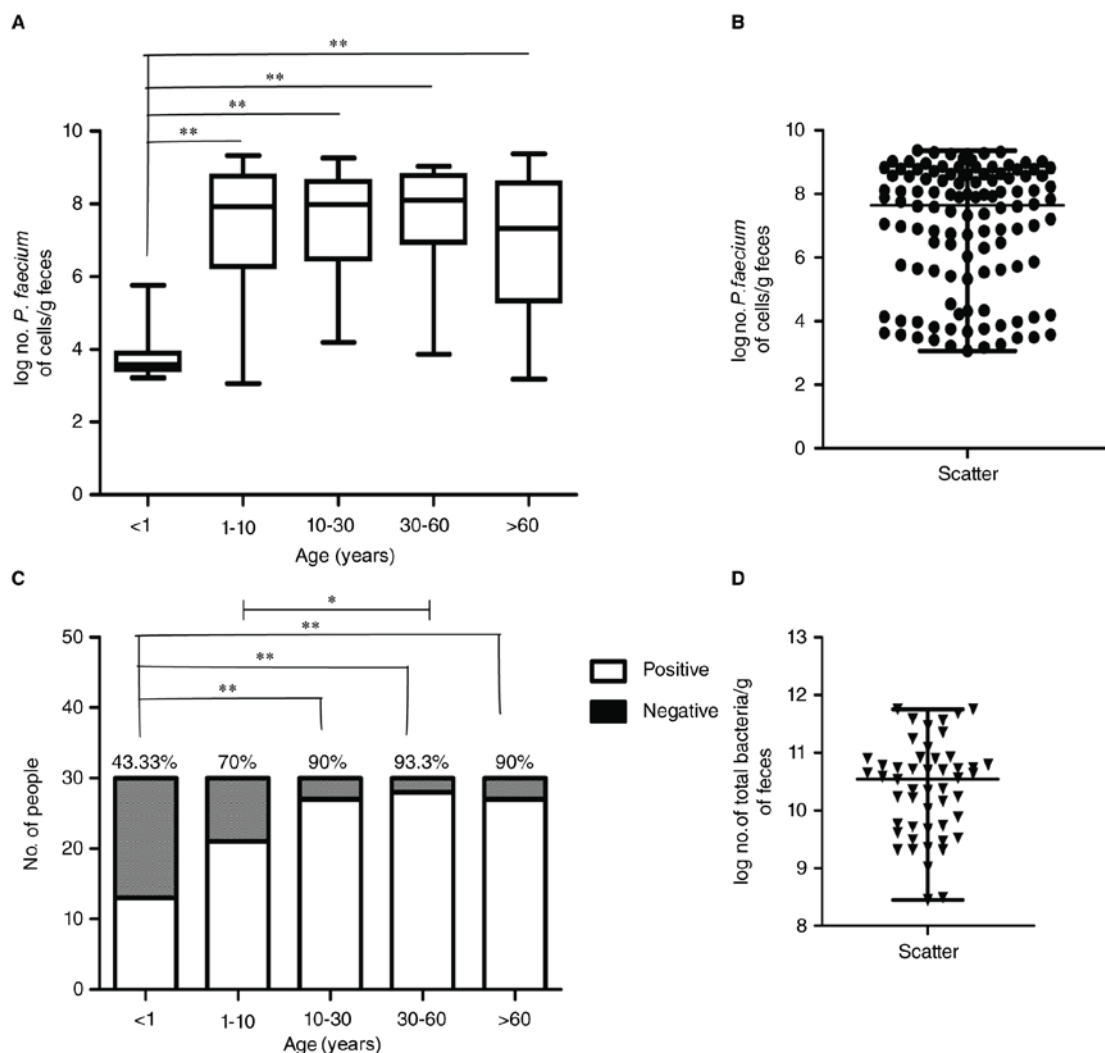 A
**
**
**
**
10
8
6
4
2
0
log no. P. faecium
of cells/g feces
<1
1-10
10-30
30-60
>60
Age (years)
B
10
8
6
4
2
0
log no. P.faecium
of cells/g feces
Scatter
C
*
**
**
**
50
40
30
20
10
0
No. of people
43.33%
70%
90%
93.3%
90%
<1
1-10
10-30
30-60
>60
Age (years)
Positive
Negative
D
13
12
11
10
9
8
log no.of total bacteria/g
of feces
Scatter